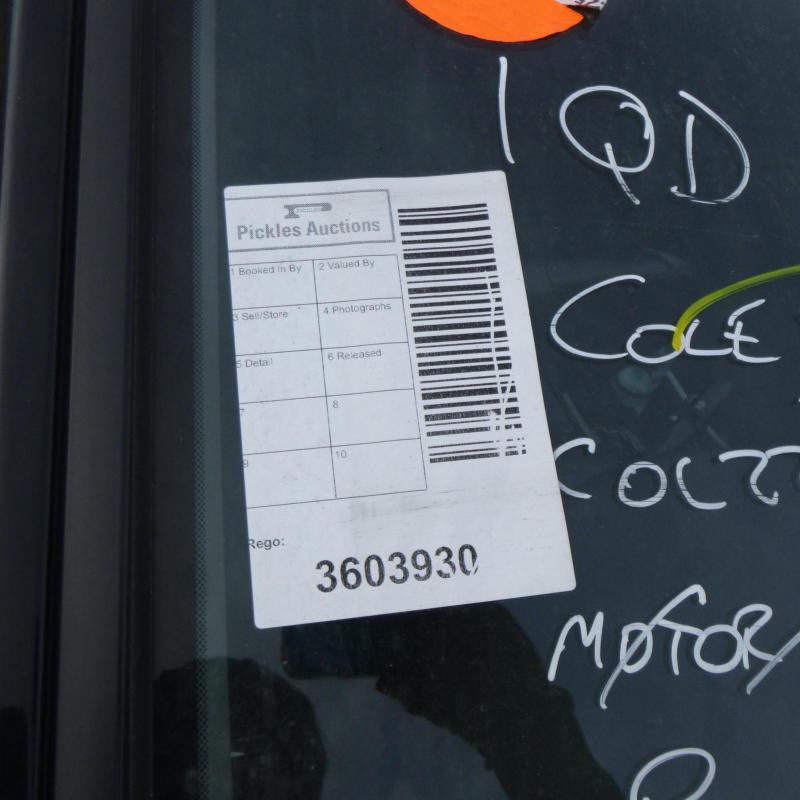 1QD
Pickles Auctions
1 Booked In By
2 Valued By
3 Sell/Store
4 Photographs
5 Detail
6 Released
7
8
9
10
Rego:
3603930
COLE
MOTOR